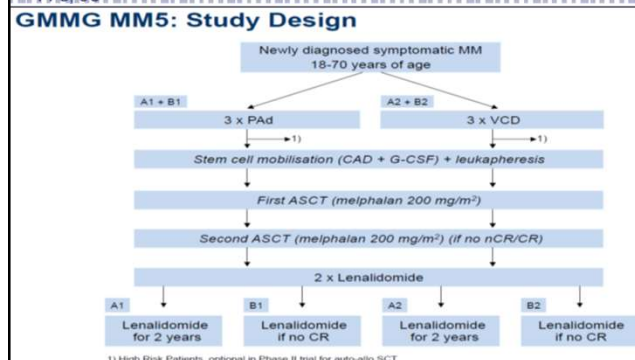 GMMG MM5: Study Design
Newly diagnosed symptomatic MM
18-70 years of age
A1 + B1
A2 + B2
3 x PAd
3 x VCD
1)
1)
Stem cell mobilisation (CAD + G-CSF) + leukapheresis
First ASCT (melphalan 200 mg/m²)
Second ASCT (melphalan 200 mg/m²) (if no nCR/CR)
2 x Lenalidomide
A1
B1
A2
B2
Lenalidomide
for 2 years
Lenalidomide
if no CR
Lenalidomide
for 2 years
Lenalidomide
if no CR
1) High Risk Patients, optional in Phase II trial for auto-allo SCT